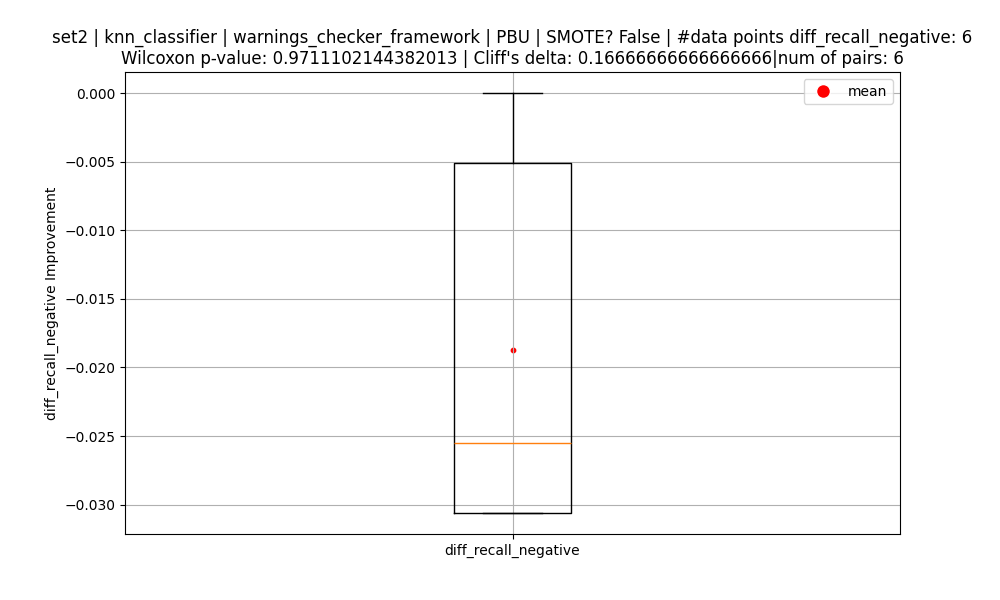 set2 | knn_classifier | warnings_checker_framework | PBU | SMOTE? False | #data points diff_recall_negative: 6
Wilcoxon p-value: 0.9711102144382013 | Cliff's delta: 0.16666666666666666|num of pairs: 6
mean
0.000
−0.005
−0.010
−0.015
−0.020
−0.025
−0.030
diff_recall_negative Improvement
diff_recall_negative